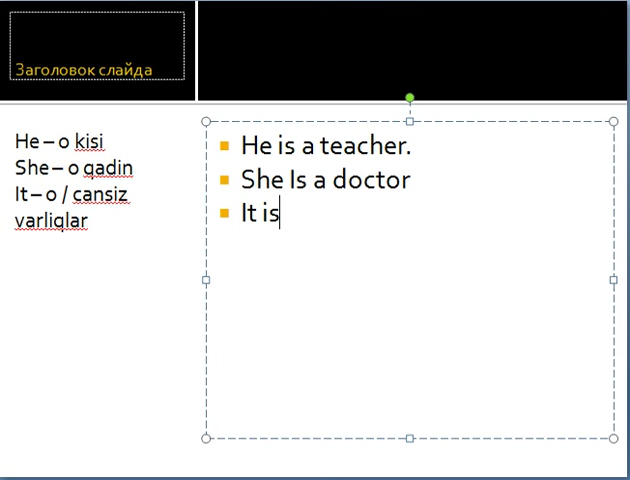 Заголовок слайда
He – o kisi
She – o qadin
It – o / cansiz
varliqlar
He is a teacher.
She Is a doctor
It is